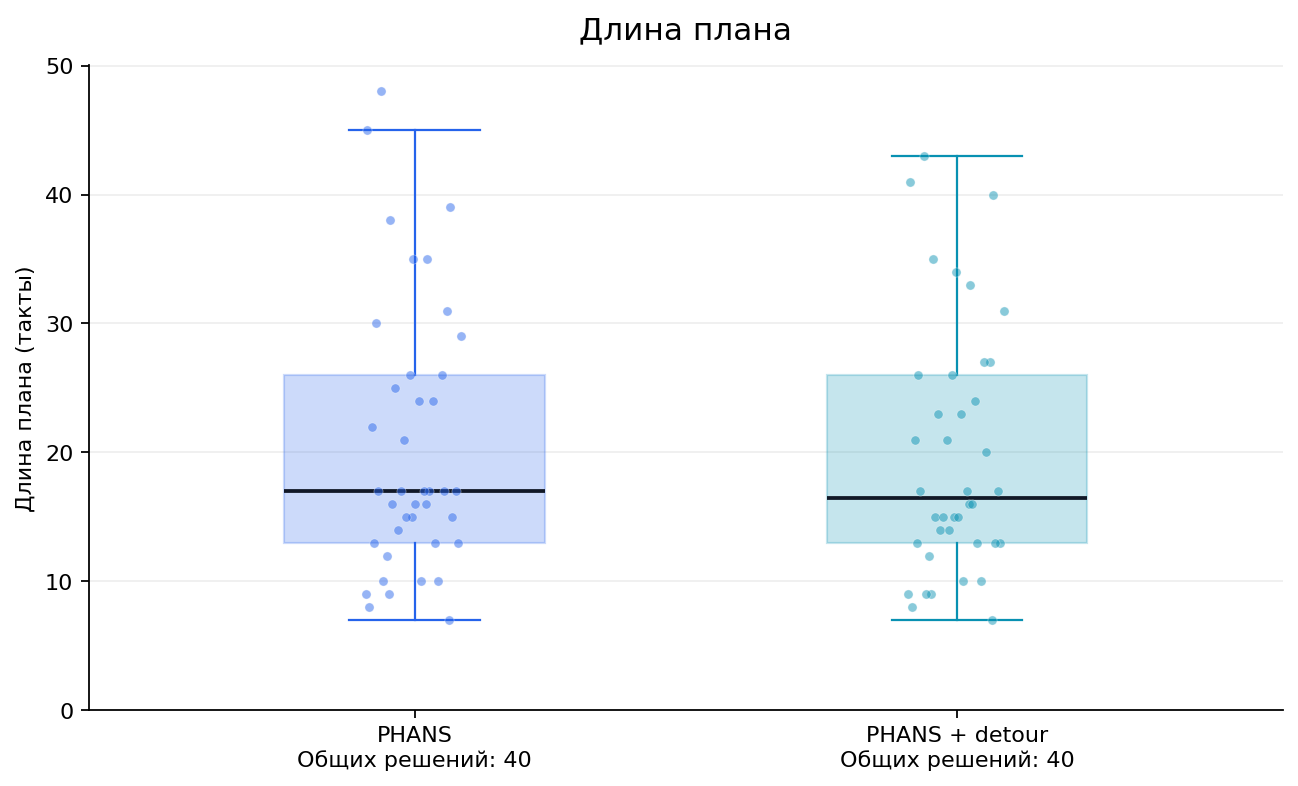 Длина плана
Длина плана (такты)
50
40
30
20
10
0
PHANS
Общих решений: 40
PHANS + detour
Общих решений: 40